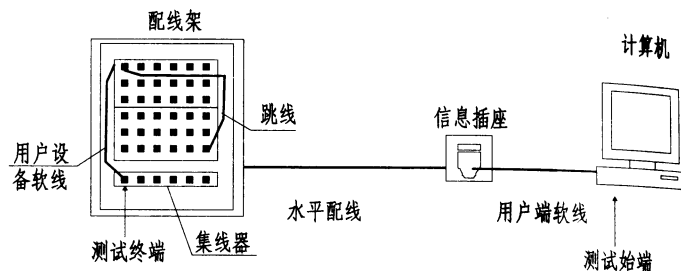 配线架
计算机
信息插座
跳线
用户设
备软线
水平配线
用户端软线
测试终端
集线器
测试始端